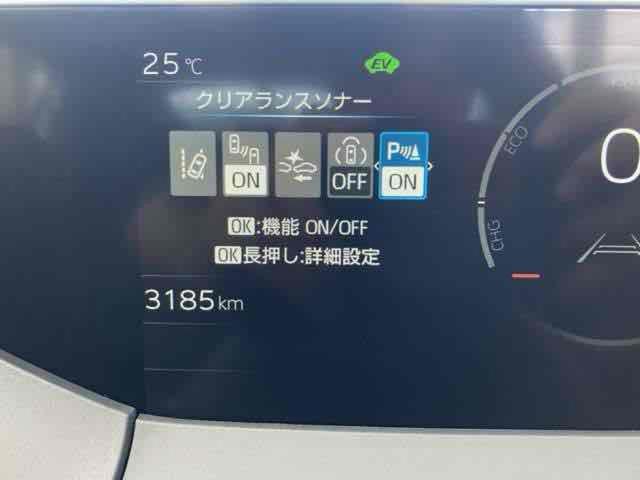 25℃
EV
クリアランスソナー
ON
OFF
P
ON
OK:機能 ON/OFF
OK長押し:詳細設定
3185km
ECO
CHG
0